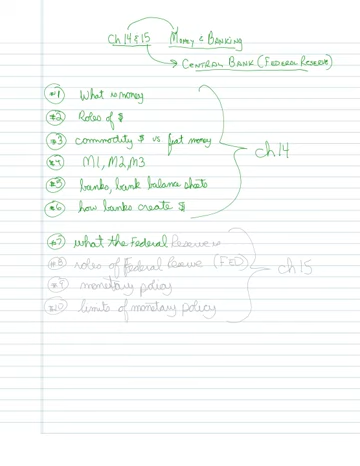 Ch 14 & 15 Money & Banking
→ Central Bank (Federal Reserve)
#1 What is money
#2 Roles of $
#3 commodity $ vs fiat money
#4 M1, M2, M3
#5 banks, bank balance sheets
#6 how banks create $
ch 14
#7 what the Federal Reserve is
#8 roles of Federal Reserve (FED)
#9 monetary policy
#10 limits of monetary policy
ch 15